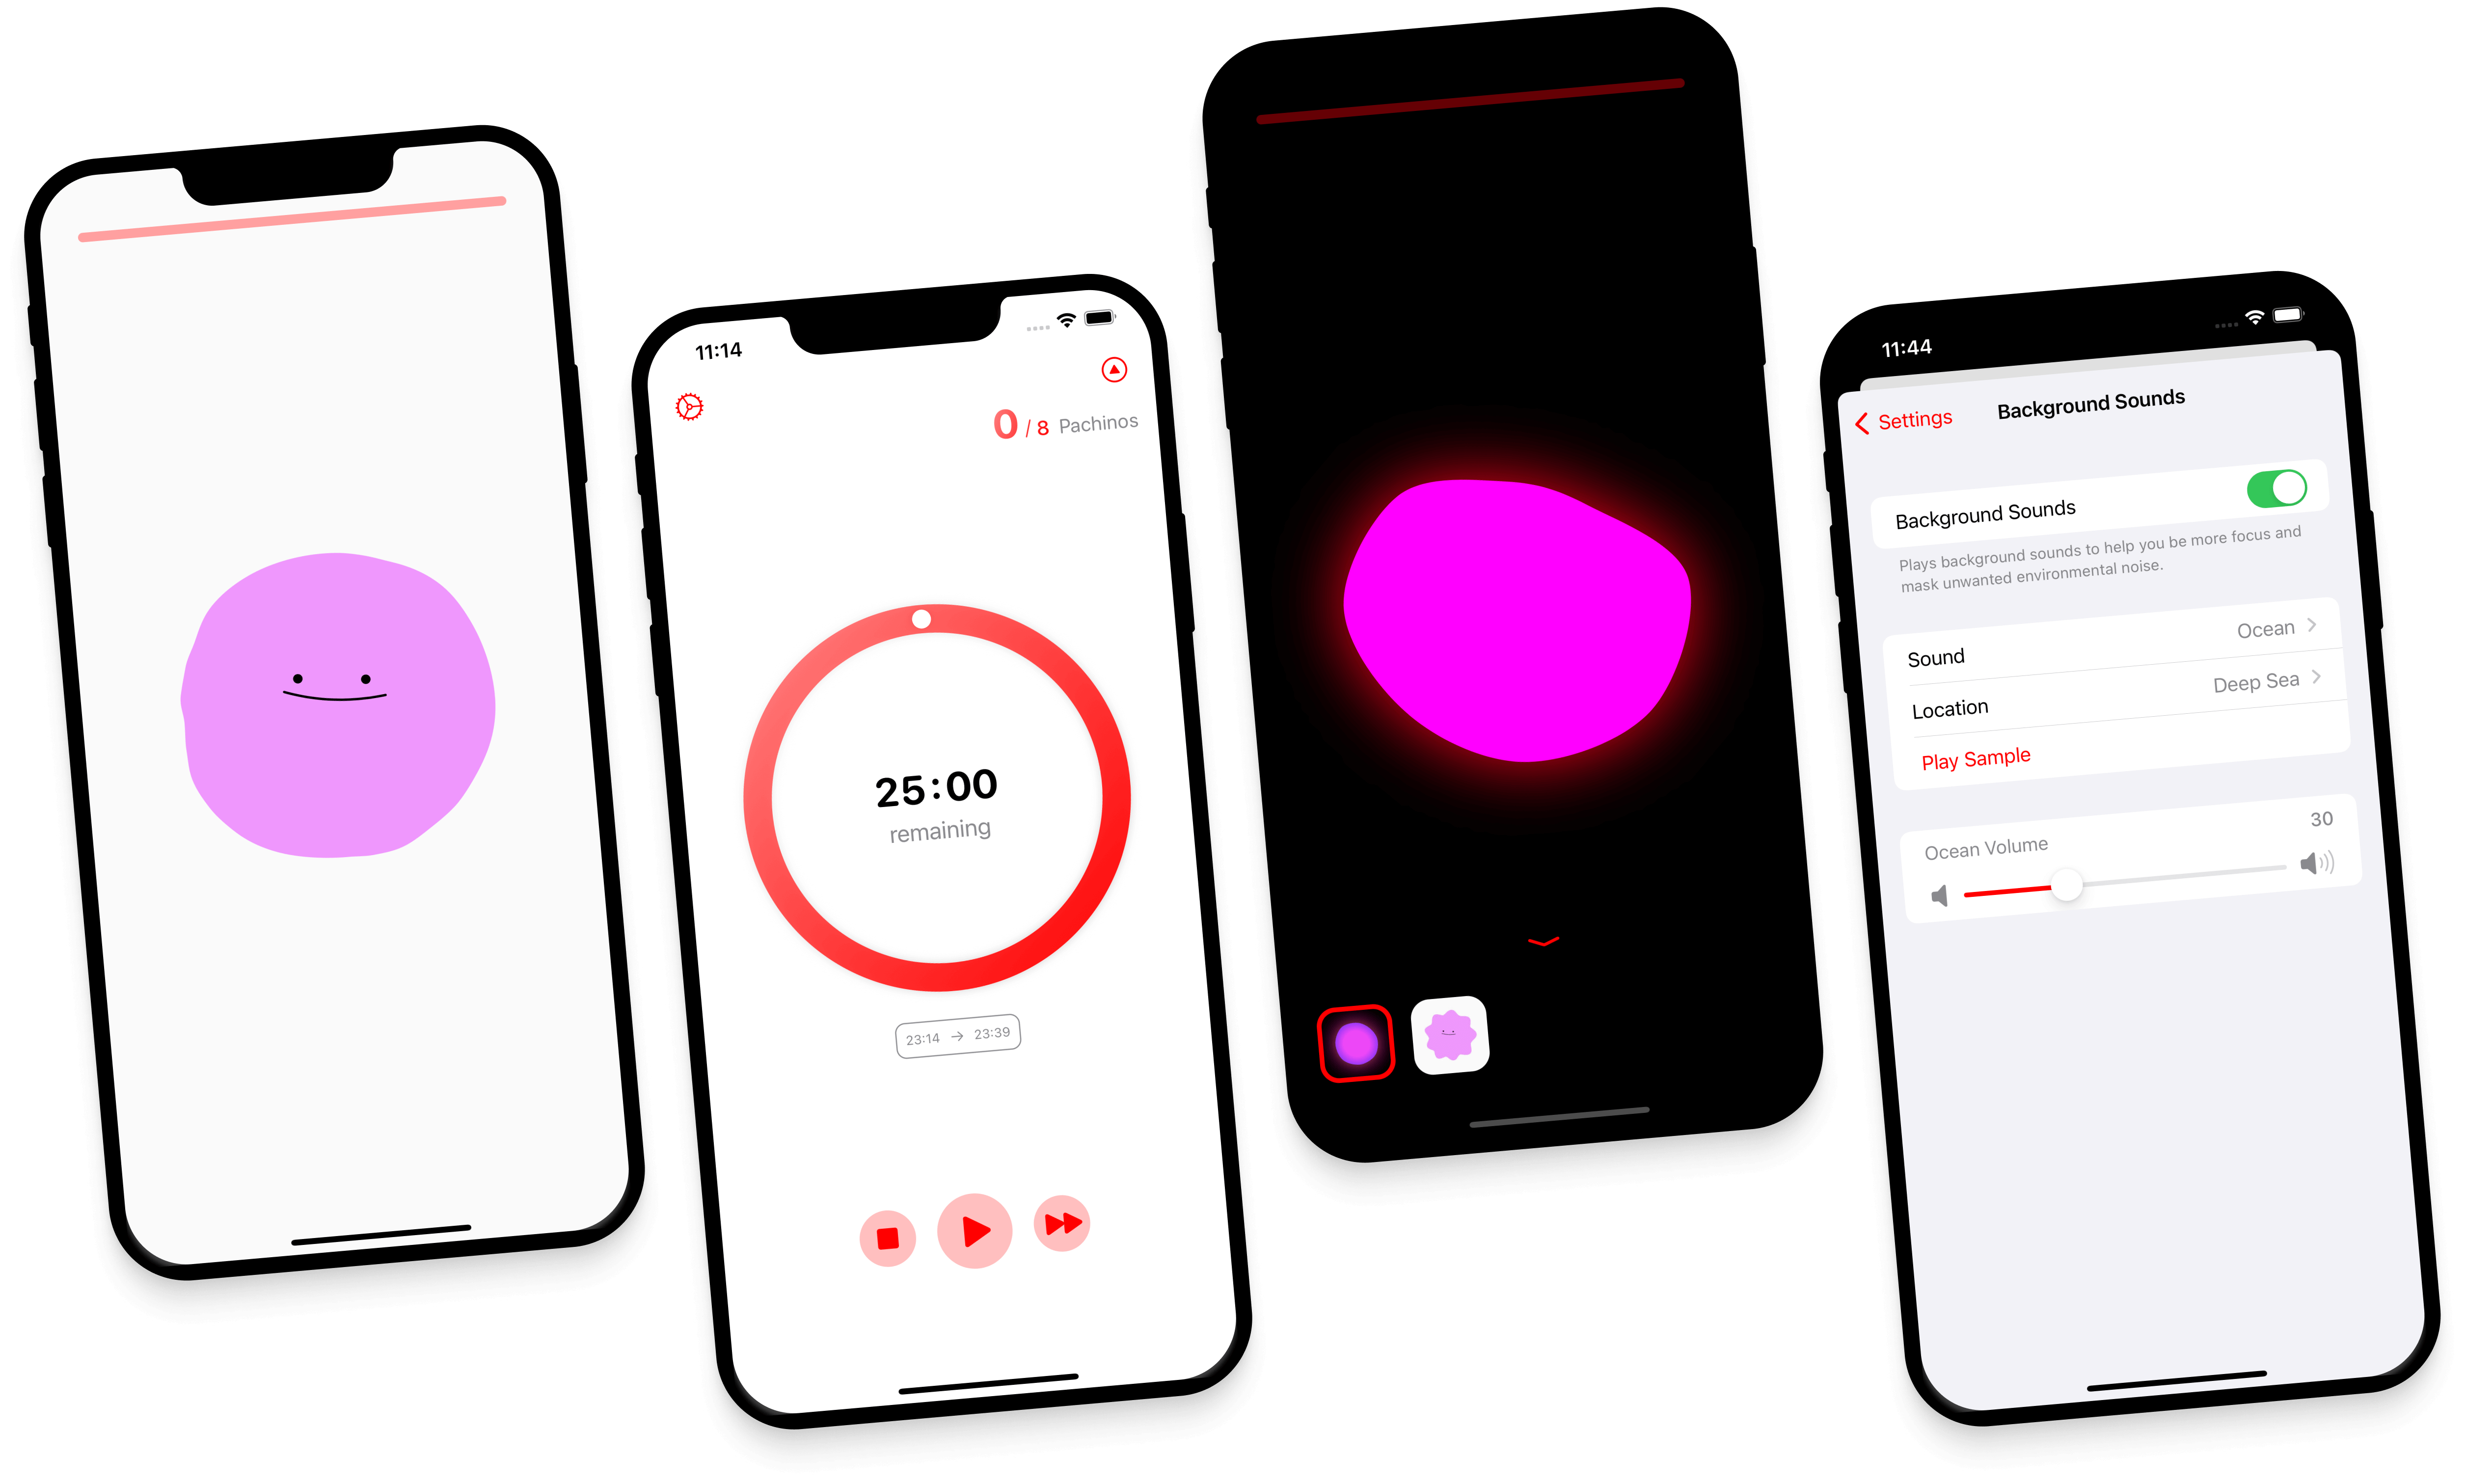 11:14
0 / 8 Pachinos
25:00
remaining
23:14 → 23:39
11:44
Settings
Background Sounds
Background Sounds
Plays background sounds to help you be more focus and
mask unwanted environmental noise.
Sound Ocean
Location Deep Sea
Play Sample
Ocean Volume 30